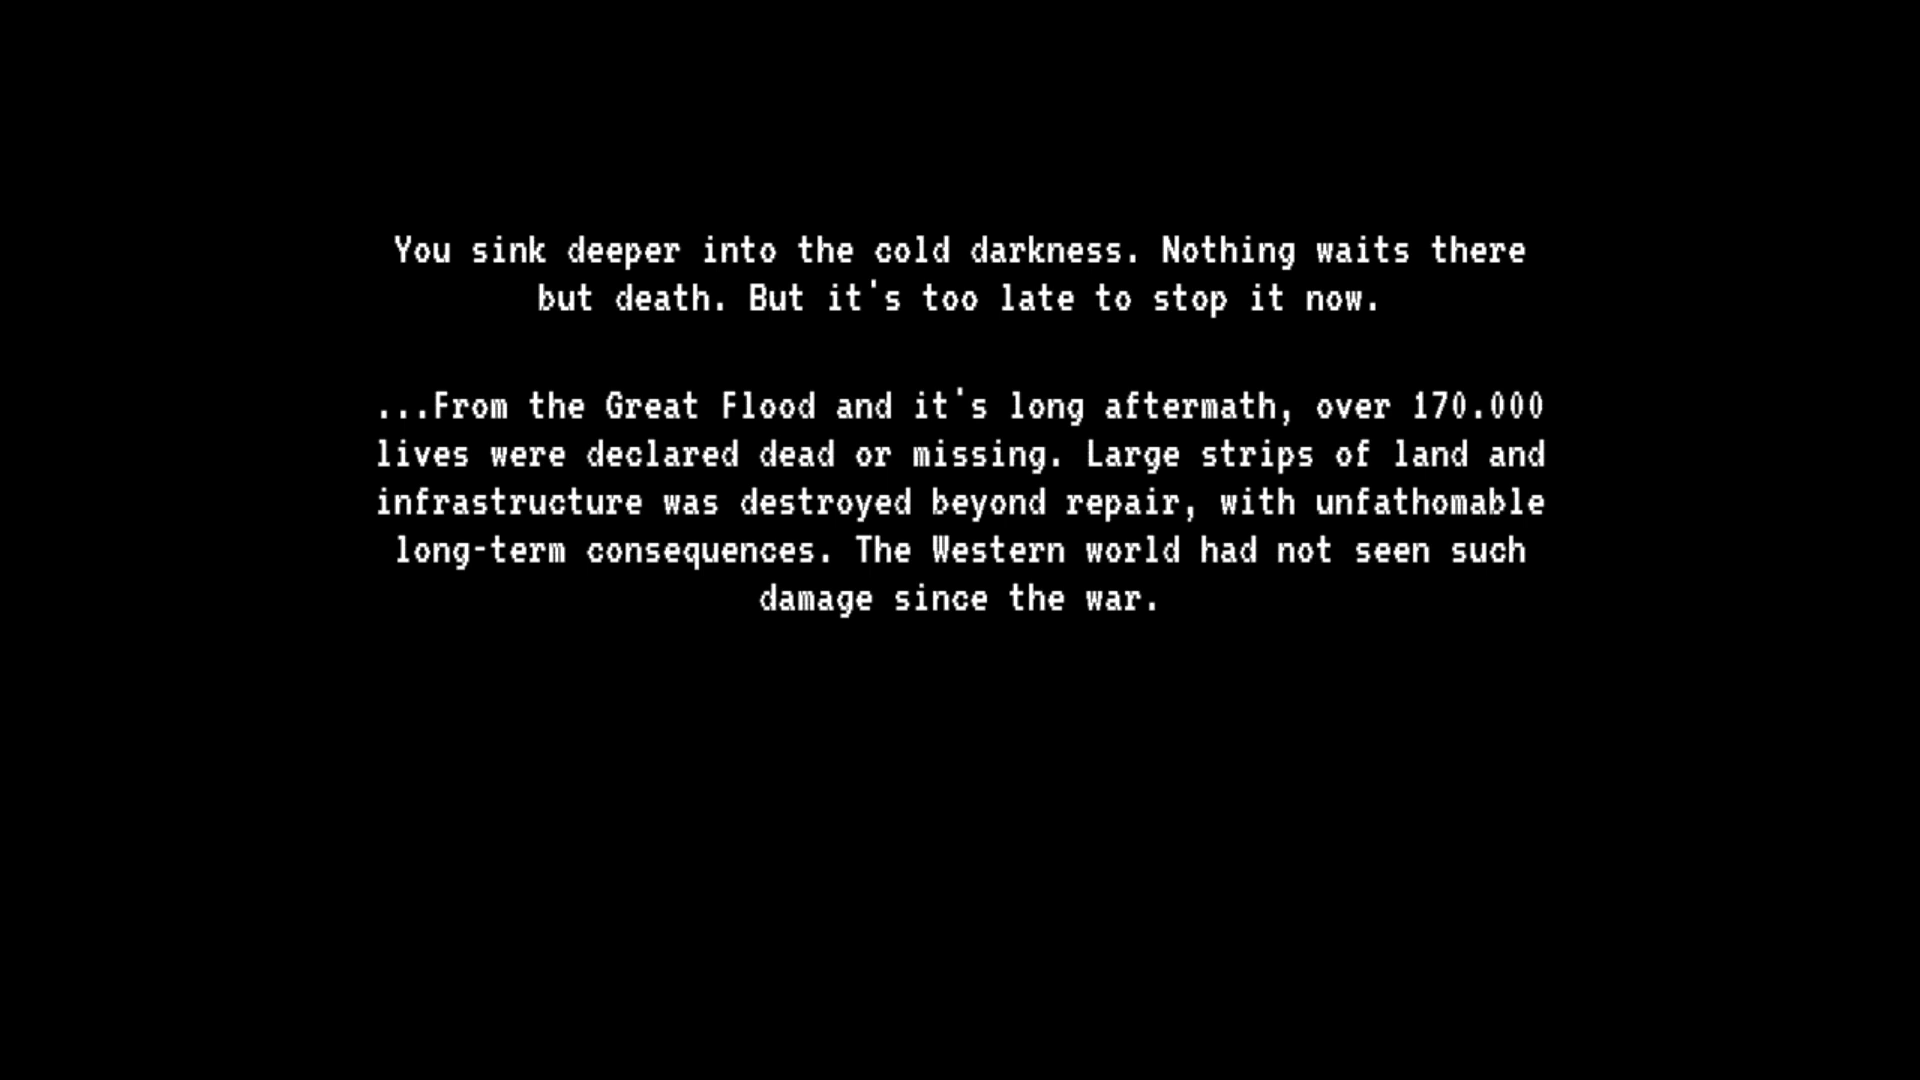 You sink deeper into the cold darkness. Nothing waits there
but death. But it's too late to stop it now.
...From the Great Flood and it's long aftermath, over 170.000
lives were declared dead or missing. Large strips of land and
infrastructure was destroyed beyond repair, with unfathomable
long-term consequences. The Western world had not seen such
damage since the war.